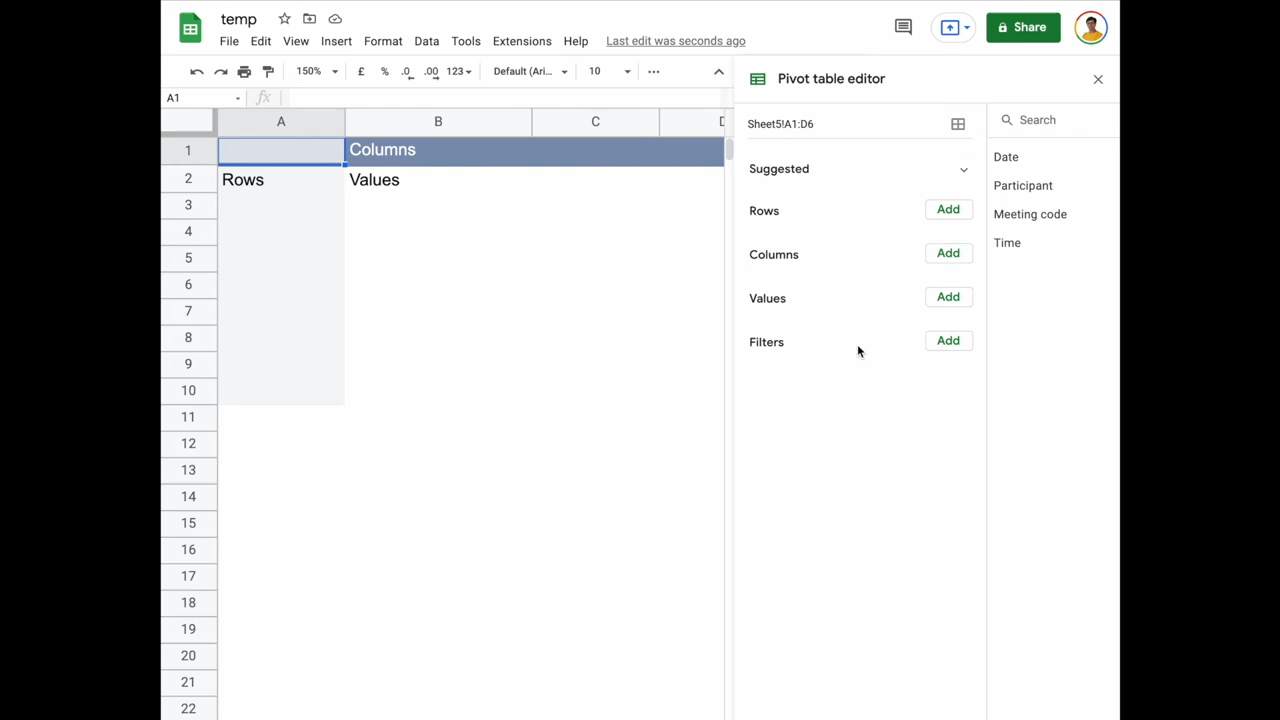 temp
File Edit View Insert Format Data Tools Extensions Help Last edit was seconds ago
Share
150% £ % .0 .00 123 Default (Ari... 10
A1 fx
A B C D
1 Columns
2 Rows Values
3
4
5
6
7
8
9
10
11
12
13
14
15
16
17
18
19
20
21
22
Pivot table editor
Sheet5!A1:D6
Suggested
Rows Add
Columns Add
Values Add
Filters Add
Search
Date
Participant
Meeting code
Time